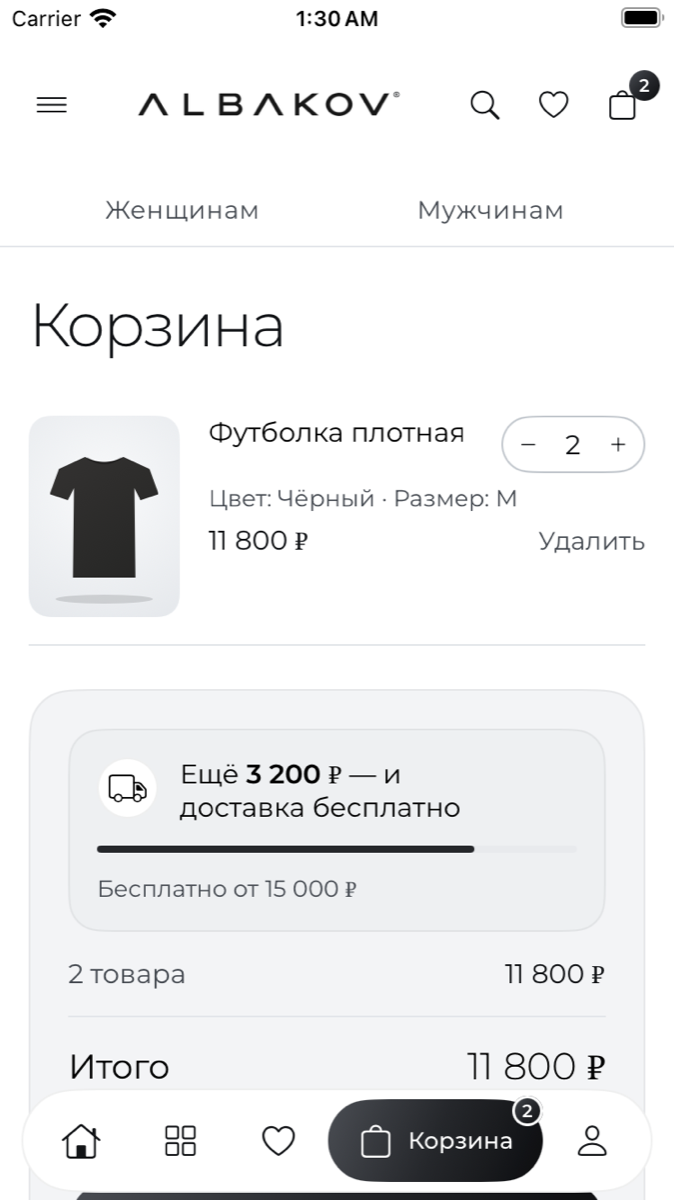 Carrier 1:30 AM
ALBAKOV® 2
Женщинам Мужчинам
Корзина
Футболка плотная − 2 +
Цвет: Чёрный · Размер: M
11 800 ₽ Удалить
Ещё 3 200 ₽ — и
доставка бесплатно
Бесплатно от 15 000 ₽
2 товара 11 800 ₽
Итого 11 800 ₽
Корзина 2